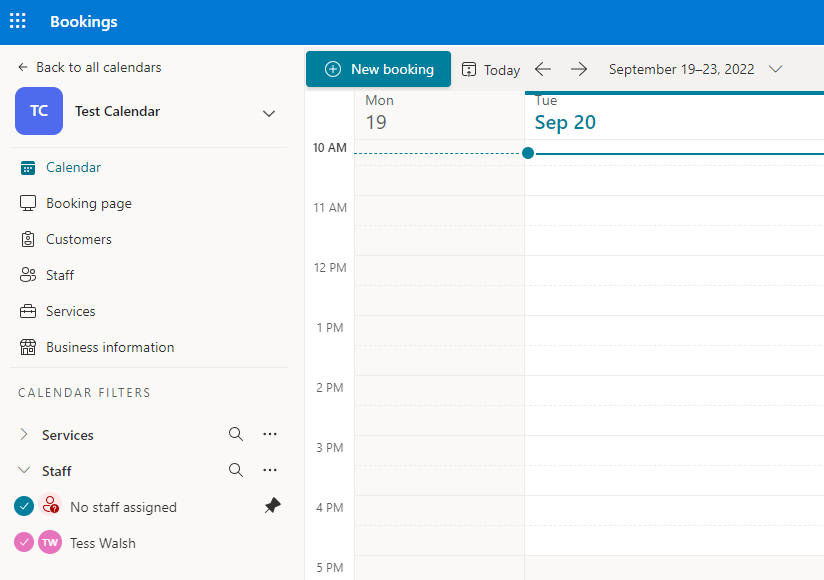 Bookings
Back to all calendars
TC
Test Calendar
Calendar
Booking page
Customers
Staff
Services
Business information
CALENDAR FILTERS
Services
Staff
No staff assigned
TW Tess Walsh
New booking Today September 19–23, 2022
Mon Tue
19 Sep 20
10 AM
11 AM
12 PM
1 PM
2 PM
3 PM
4 PM
5 PM